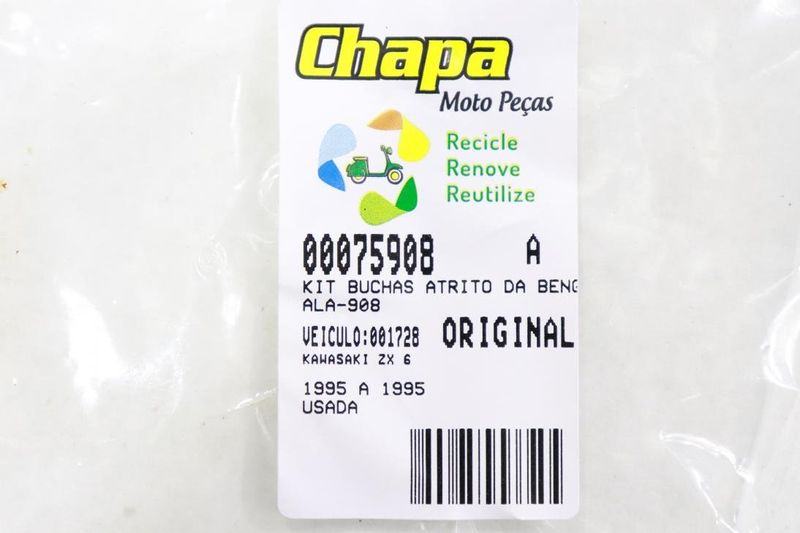 Chapa
Moto Peças
Recicle
Renove
Reutilize
00075908 A
KIT BUCHAS ATRITO DA BENG
ALA-908
VEICULO:001728 ORIGINAL
KAWASAKI ZX 6
1995 A 1995
USADA